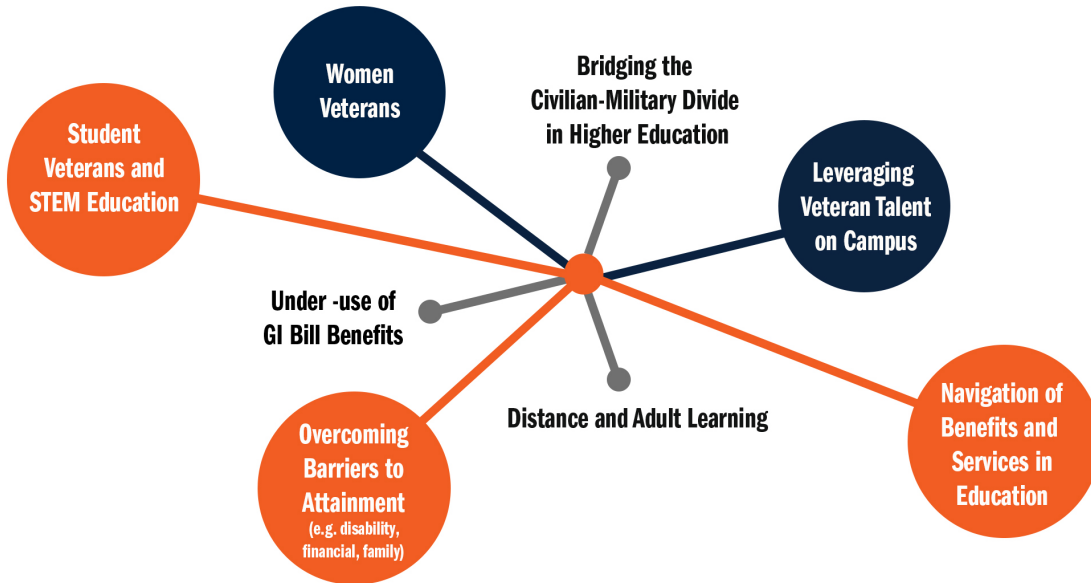 Women
Veterans
Bridging the
Civilian-Military Divide
in Higher Education
Student
Veterans and
STEM Education
Leveraging
Veteran Talent
on Campus
Under -use of
GI Bill Benefits
Distance and Adult Learning
Overcoming
Barriers to
Attainment
(e.g. disability,
financial, family)
Navigation of
Benefits and
Services in
Education